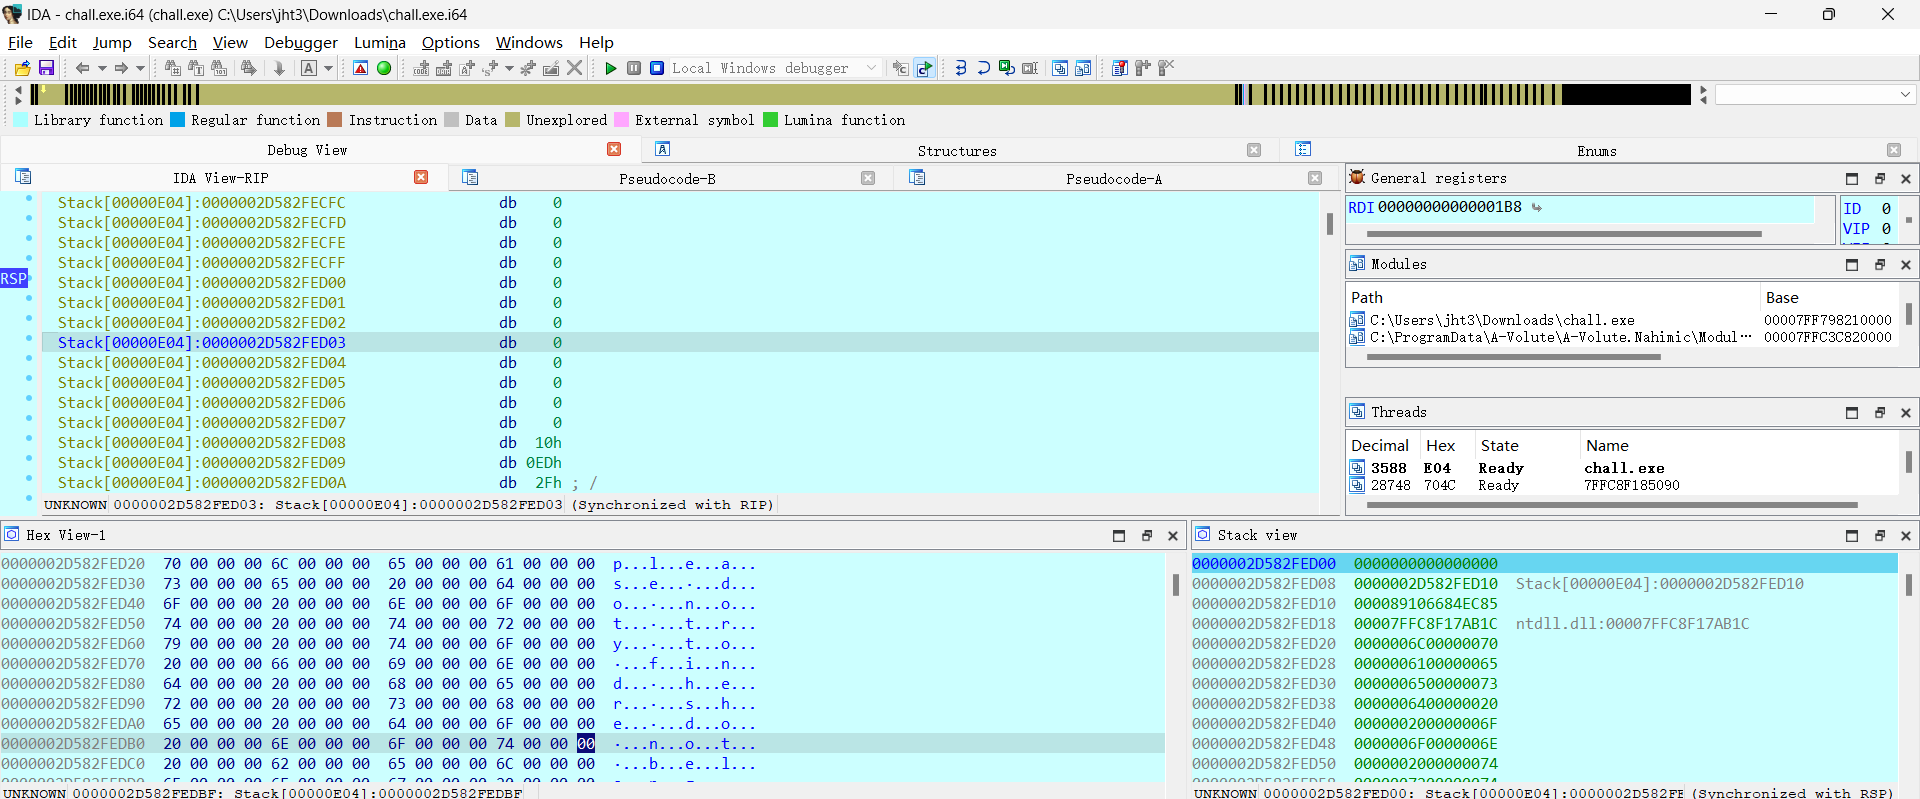 IDA - chall.exe.i64 (chall.exe) C:\Users\jht3\Downloads\chall.exe.i64
File Edit Jump Search View Debugger Lumina Options Windows Help
Local Windows debugger
Library function Regular function Instruction Data Unexplored External symbol Lumina function
Debug View Structures Enums
IDA View-RIP Pseudocode-B Pseudocode-A
Stack[00000E04]:0000002D582FECFC db 0
Stack[00000E04]:0000002D582FECFD db 0
Stack[00000E04]:0000002D582FECFE db 0
Stack[00000E04]:0000002D582FECFF db 0
RSP
Stack[00000E04]:0000002D582FED00 db 0
Stack[00000E04]:0000002D582FED01 db 0
Stack[00000E04]:0000002D582FED02 db 0
Stack[00000E04]:0000002D582FED03 db 0
Stack[00000E04]:0000002D582FED04 db 0
Stack[00000E04]:0000002D582FED05 db 0
Stack[00000E04]:0000002D582FED06 db 0
Stack[00000E04]:0000002D582FED07 db 0
Stack[00000E04]:0000002D582FED08 db 10h
Stack[00000E04]:0000002D582FED09 db 0EDh
Stack[00000E04]:0000002D582FED0A db 2Fh ; /
UNKNOWN 0000002D582FED03: Stack[00000E04]:0000002D582FED03 (Synchronized with RIP)
General registers
RDI 00000000000001B8
ID 0
VIP 0
Modules
Path Base
C:\Users\jht3\Downloads\chall.exe 00007FF798210000
C:\ProgramData\A-Volute\A-Volute.Nahimic\Modul… 00007FFC3C820000
Threads
Decimal Hex State Name
3588 E04 Ready chall.exe
28748 704C Ready 7FFC8F185090
Hex View-1
0000002D582FED20 70 00 00 00 6C 00 00 00 65 00 00 00 61 00 00 00 p...l...e...a...
0000002D582FED30 73 00 00 00 65 00 00 00 20 00 00 00 64 00 00 00 s...e...·...d...
0000002D582FED40 6F 00 00 00 20 00 00 00 6E 00 00 00 6F 00 00 00 o...·...n...o...
0000002D582FED50 74 00 00 00 20 00 00 00 74 00 00 00 72 00 00 00 t...·...t...r...
0000002D582FED60 79 00 00 00 20 00 00 00 74 00 00 00 6F 00 00 00 y...·...t...o...
0000002D582FED70 20 00 00 00 66 00 00 00 69 00 00 00 6E 00 00 00 ·...f...i...n...
0000002D582FED80 64 00 00 00 20 00 00 00 68 00 00 00 65 00 00 00 d...·...h...e...
0000002D582FED90 72 00 00 00 20 00 00 00 73 00 00 00 68 00 00 00 r...·...s...h...
0000002D582FEDA0 65 00 00 00 20 00 00 00 64 00 00 00 6F 00 00 00 e...·...d...o...
0000002D582FEDB0 20 00 00 00 6E 00 00 00 6F 00 00 00 74 00 00 00 ·...n...o...t...
0000002D582FEDC0 20 00 00 00 62 00 00 00 65 00 00 00 6C 00 00 00 ·...b...e...l...
UNKNOWN 0000002D582FEDBF: Stack[00000E04]:0000002D582FEDBF
Stack view
0000002D582FED00 0000000000000000
0000002D582FED08 0000002D582FED10 Stack[00000E04]:0000002D582FED10
0000002D582FED10 000089106684EC85
0000002D582FED18 00007FFC8F17AB1C ntdll.dll:00007FFC8F17AB1C
0000002D582FED20 0000006C00000070
0000002D582FED28 0000006100000065
0000002D582FED30 0000006500000073
0000002D582FED38 0000006400000020
0000002D582FED40 000000200000006F
0000002D582FED48 0000006F0000006E
0000002D582FED50 0000002000000074
UNKNOWN 0000002D582FED00: Stack[00000E04]:0000002D582FE (Synchronized with RSP)